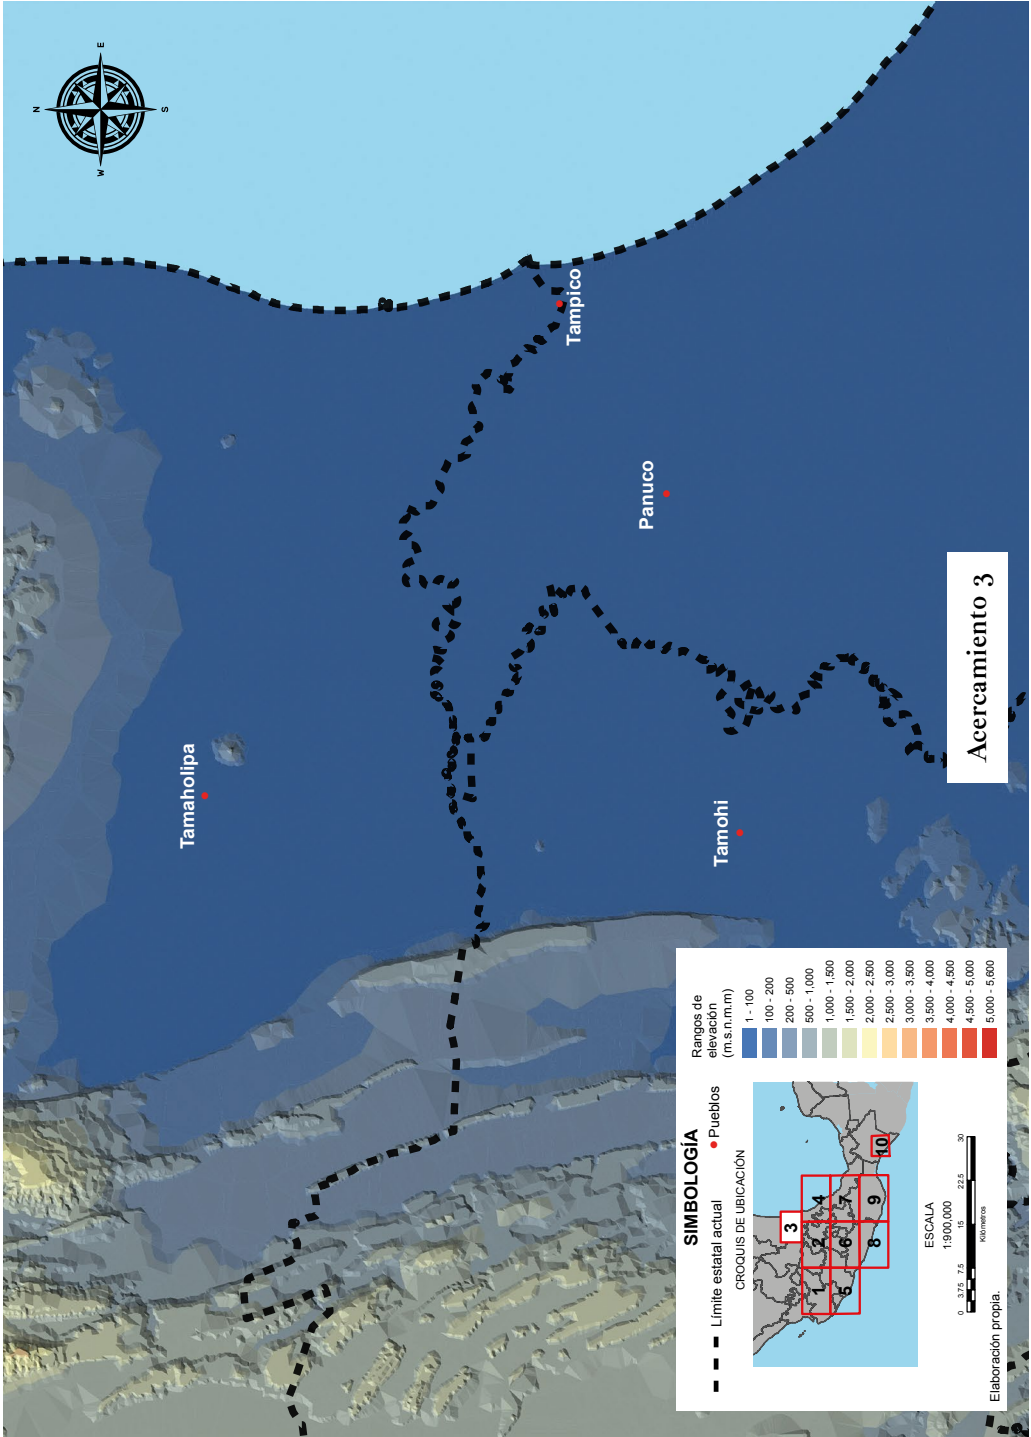 N
W
E
S
Tamaholipa
Tampico
Panuco
Tamohi
Acercamiento 3
SIMBOLOGÍA
Límite estatal actual
Pueblos
CROQUIS DE UBICACIÓN
1
2
3
4
5
6
7
8
9
10
ESCALA
1:900,000
0 3.75 7.5 15 22.5 30
Kilómetros
Elaboración propia.
Rangos de
elevación
(m.s.n.m.m)
1 - 100
100 - 200
200 - 500
500 - 1,000
1,000 - 1,500
1,500 - 2,000
2,000 - 2,500
2,500 - 3,000
3,000 - 3,500
3,500 - 4,000
4,000 - 4,500
4,500 - 5,000
5,000 - 5,600